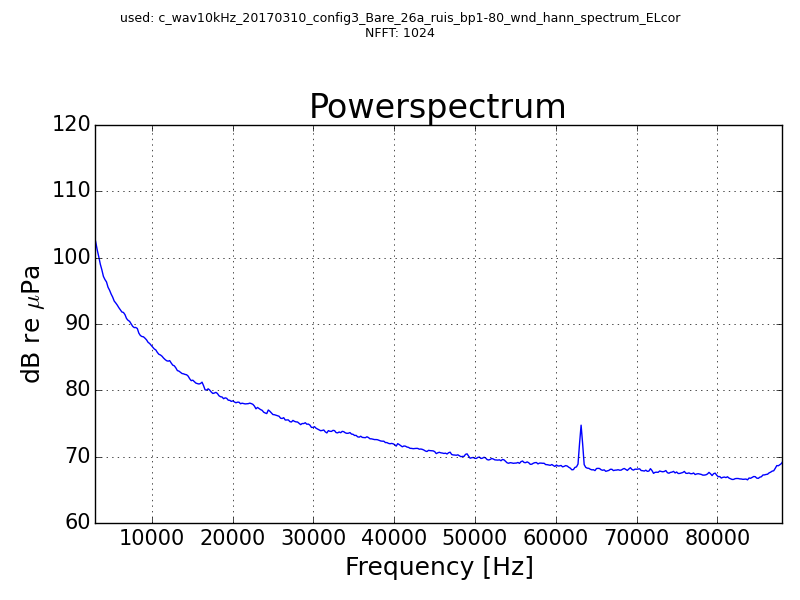 used: c_wav10kHz_20170310_config3_Bare_26a_ruis_bp1-80_wnd_hann_spectrum_ELcor
NFFT: 1024
Powerspectrum
120
110
100
90
80
70
60
dB re μPa
10000 20000 30000 40000 50000 60000 70000 80000
Frequency [Hz]